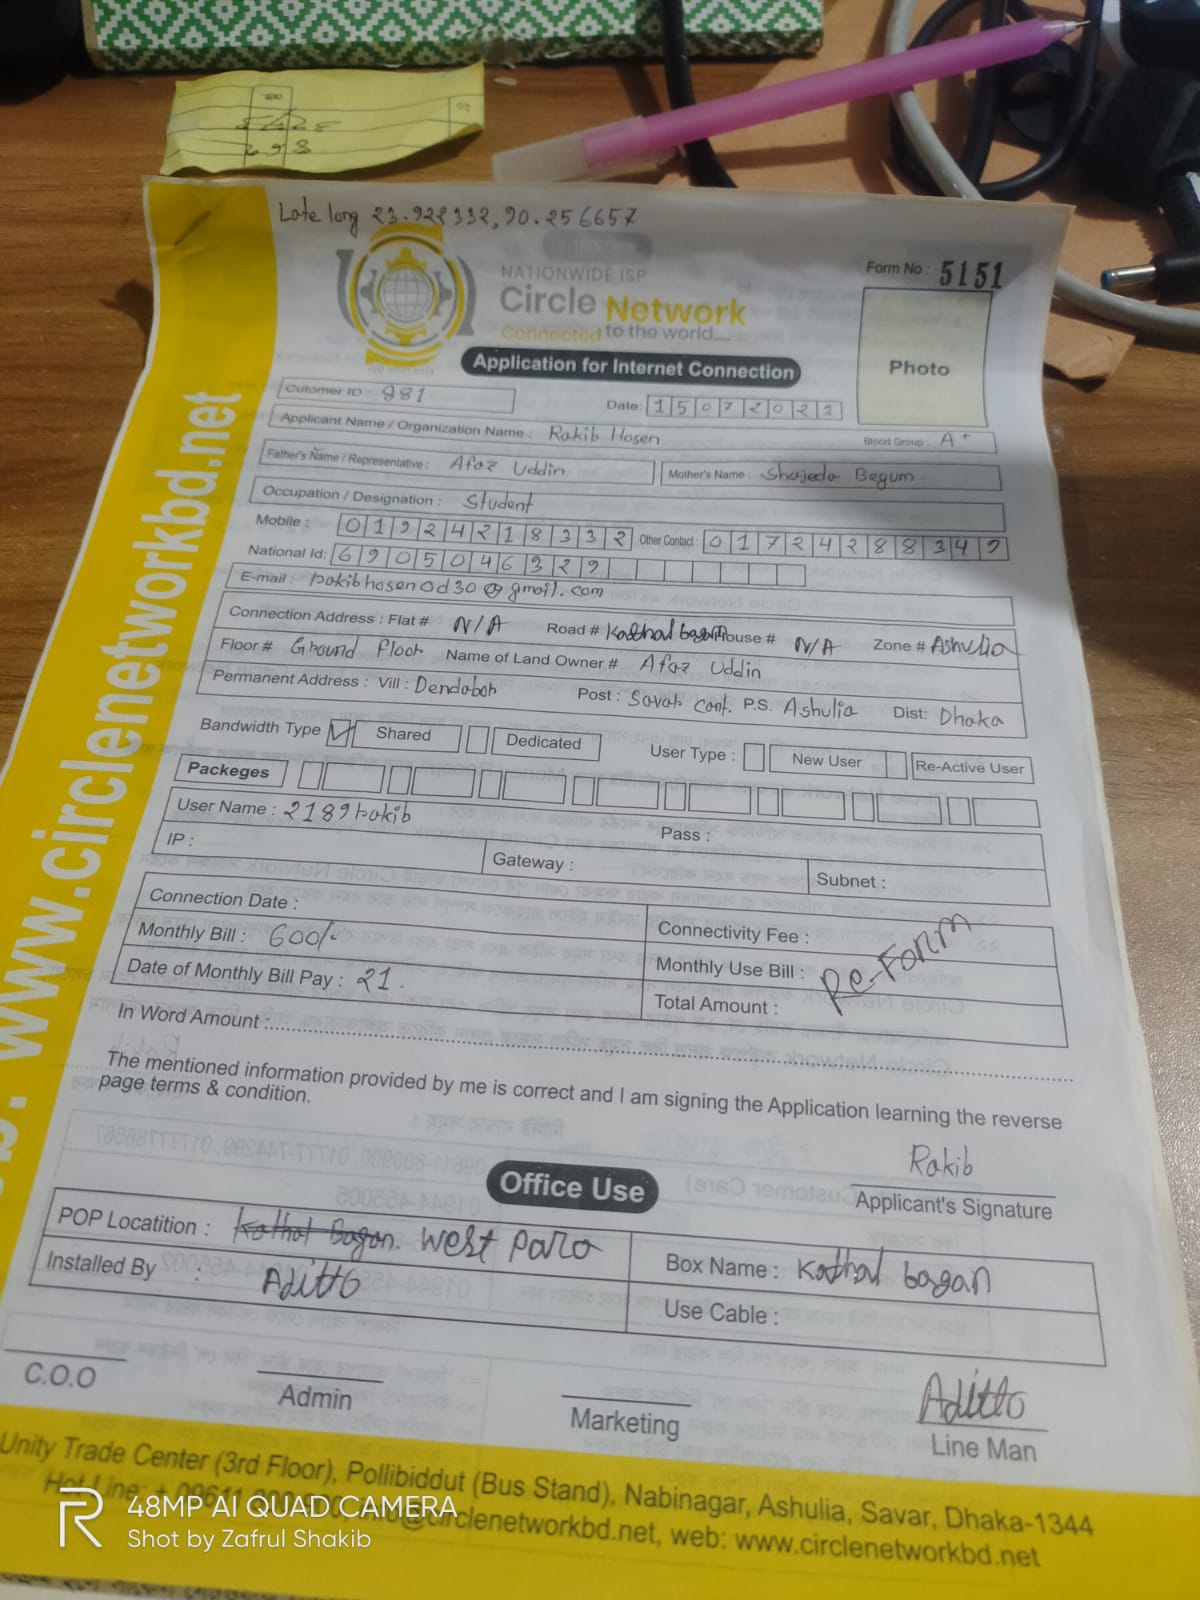 Late long 23.922332, 90.256657
NATIONWIDE ISP
Circle Network
Connected to the world....
Form No : 5151
Photo
Application for Internet Connection
Cutomer ID : 981
Date: 15072022
Applicant Name / Organization Name : Rakib Hosen
Blood Group : A+
Father's Name / Representative : Afaz Uddin
Mother's Name : Shajeda Begum.
Occupation / Designation : Student
Mobile : 01924218332 Other Contact : 01724288349
National Id: 6905046329
E-mail : rakibhosen0d30@gmail.com
Connection Address : Flat # N/A Road # Kathal bagan House # N/A Zone # Ashulia
Floor # Ground Floor Name of Land Owner # Afaz Uddin
Permanent Address : Vill : Dendabor Post : Savar Cant. P.S. Ashulia Dist: Dhaka
Bandwidth Type Shared Dedicated User Type : New User Re-Active User
Packeges
User Name : 2189rakib Pass :
IP : Gateway : Subnet :
Connection Date : Connectivity Fee :
Monthly Bill : 600/- Monthly Use Bill :
Re-Form
Date of Monthly Bill Pay : 21. Total Amount :
In Word Amount :
The mentioned information provided by me is correct and I am signing the Application learning the reverse
page terms & condition.
Rakib
Applicant's Signature
Office Use
POP Locatition : Kathal Bagan. West Para
Box Name : Kathal bagan
Installed By : Aditto
Use Cable :
Aditto
C.O.O Admin Marketing Line Man
Unity Trade Center (3rd Floor), Pollibiddut (Bus Stand), Nabinagar, Ashulia, Savar, Dhaka-1344
Hot Line: + 09611 @circlenetworkbd.net, web: www.circlenetworkbd.net
www.circlenetworkbd.net
48MP AI QUAD CAMERA
Shot by Zafrul Shakib